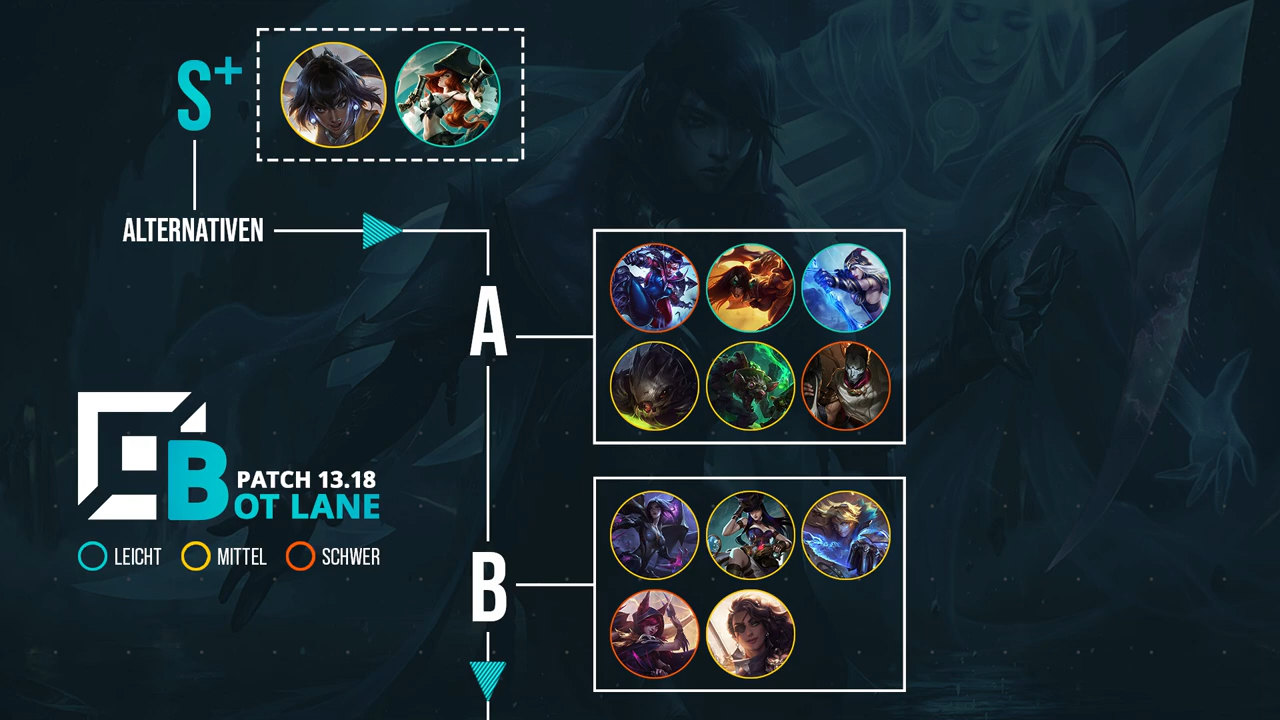 S+
ALTERNATIVEN
A
PATCH 13.18
BOT LANE
LEICHT MITTEL SCHWER
B